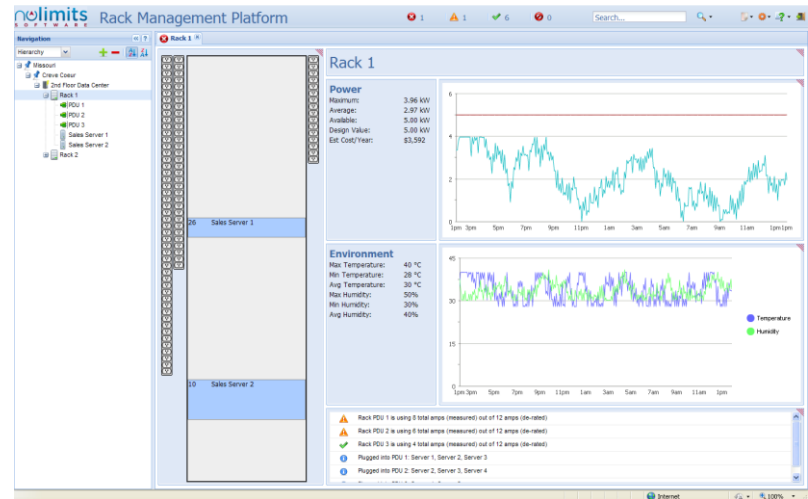 nolimits
SOFTWARE
Rack Management Platform
1
1
6
0
Search...
Navigation
Rack 1
Hierarchy
Missouri
Creve Coeur
2nd Floor Data Center
Rack 1
PDU 1
PDU 2
PDU 3
Sales Server 1
Sales Server 2
Rack 2
26 Sales Server 1
10 Sales Server 2
Rack 1
Power
Maximum: 3.96 kW
Average: 2.97 kW
Available: 5.00 kW
Design Value: 5.00 kW
Est Cost/Year: $3,592
6
4
2
0
1pm 3pm 5pm 7pm 9pm 11pm 1am 3am 5am 7am 9am 11am 1pm1pm
Environment
Max Temperature: 40 °C
Min Temperature: 28 °C
Avg Temperature: 30 °C
Max Humidity: 50%
Min Humidity: 30%
Avg Humidity: 40%
45
30
15
0
1pm3pm 5pm 7pm 9pm 11pm 1am 3am 5am 7am 9am 11am 1pm
Temperature
Humidity
Rack PDU 1 is using 8 total amps (measured) out of 12 amps (de-rated)
Rack PDU 2 is using 6 total amps (measured) out of 12 amps (de-rated)
Rack PDU 3 is using 4 total amps (measured) out of 12 amps (de-rated)
Plugged into PDU 1: Server 1, Server 2, Server 3
Plugged into PDU 2: Server 2, Server 3, Server 4
Internet
100%